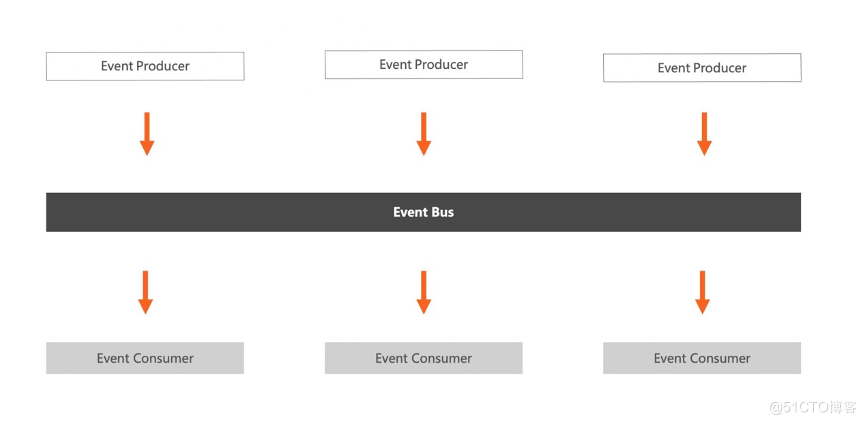 Event Producer
Event Producer
Event Producer
Event Bus
Event Consumer
Event Consumer
Event Consumer
@51CTO博客